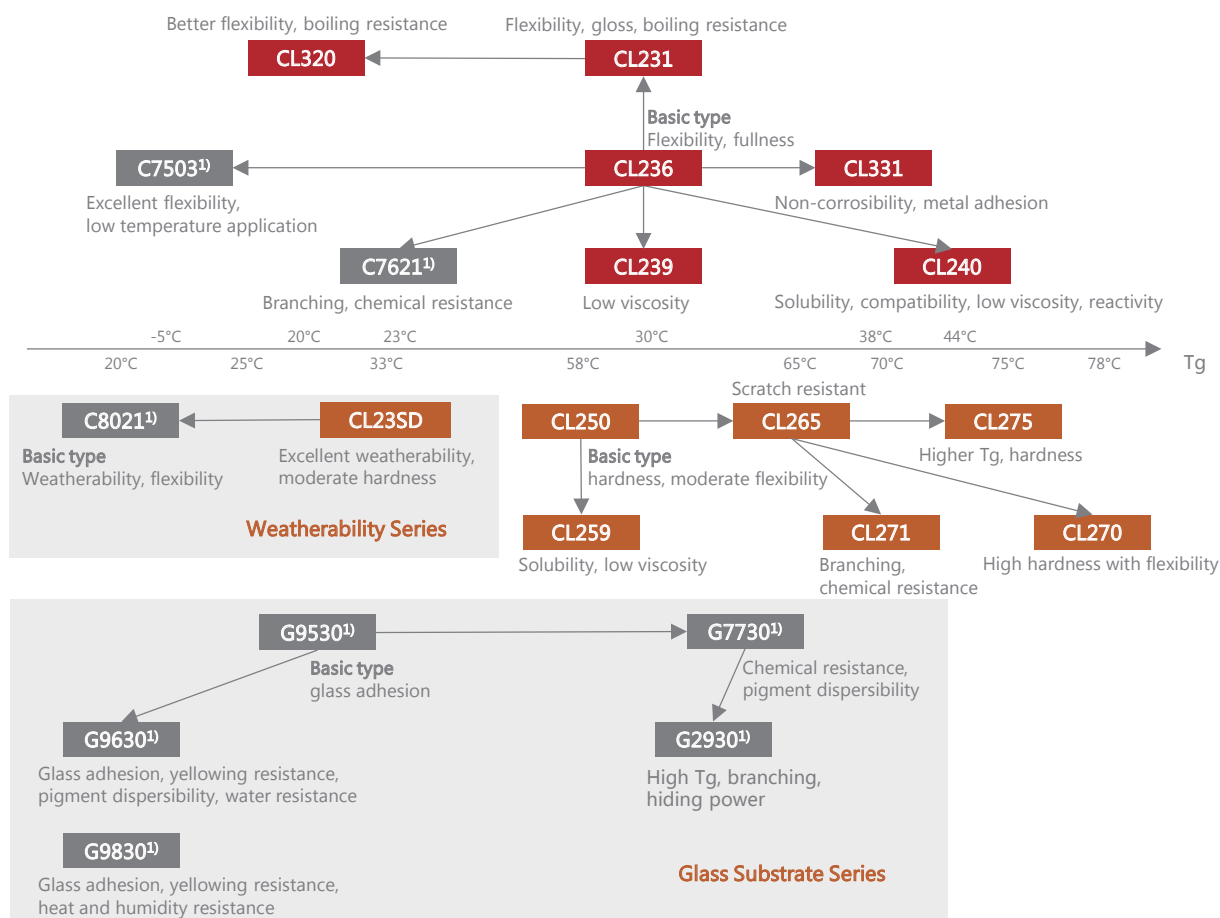 Better flexibility, boiling resistance
Flexibility, gloss, boiling resistance
CL320
CL231
Basic type
Flexibility, fullness
C7503¹⁾
CL236
CL331
Excellent flexibility,
low temperature application
Non-corrosibility, metal adhesion
C7621¹⁾
CL239
CL240
Branching, chemical resistance
Low viscosity
Solubility, compatibility, low viscosity, reactivity
-5°C
20°C
23°C
30°C
38°C
44°C
20°C
25°C
33°C
58°C
65°C
70°C
75°C
78°C
Tg
Scratch resistant
C8021¹⁾
CL23SD
CL250
CL265
CL275
Basic type
Weatherability, flexibility
Excellent weatherability,
moderate hardness
Basic type
hardness, moderate flexibility
Higher Tg, hardness
Weatherability Series
CL259
CL271
CL270
Solubility, low viscosity
Branching,
chemical resistance
High hardness with flexibility
G9530¹⁾
G7730¹⁾
Basic type
glass adhesion
Chemical resistance,
pigment dispersibility
G9630¹⁾
G2930¹⁾
Glass adhesion, yellowing resistance,
pigment dispersibility, water resistance
High Tg, branching,
hiding power
G9830¹⁾
Glass adhesion, yellowing resistance,
heat and humidity resistance
Glass Substrate Series